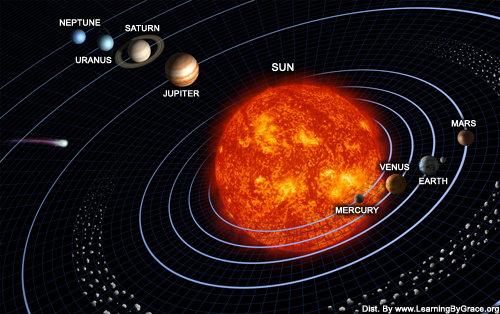 NEPTUNE
SATURN
URANUS
SUN
JUPITER
MARS
VENUS
EARTH
MERCURY
Dist. By www.LearningByGrace.org